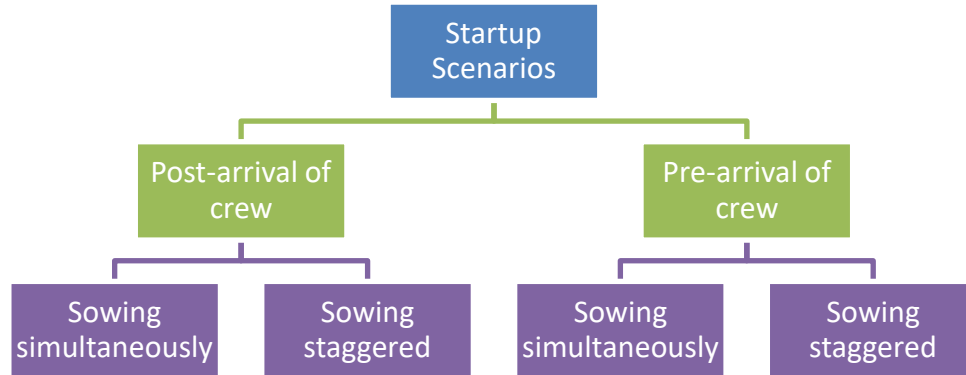 Startup
Scenarios
Post-arrival of
crew
Pre-arrival of
crew
Sowing
simultaneously
Sowing
staggered
Sowing
simultaneously
Sowing
staggered